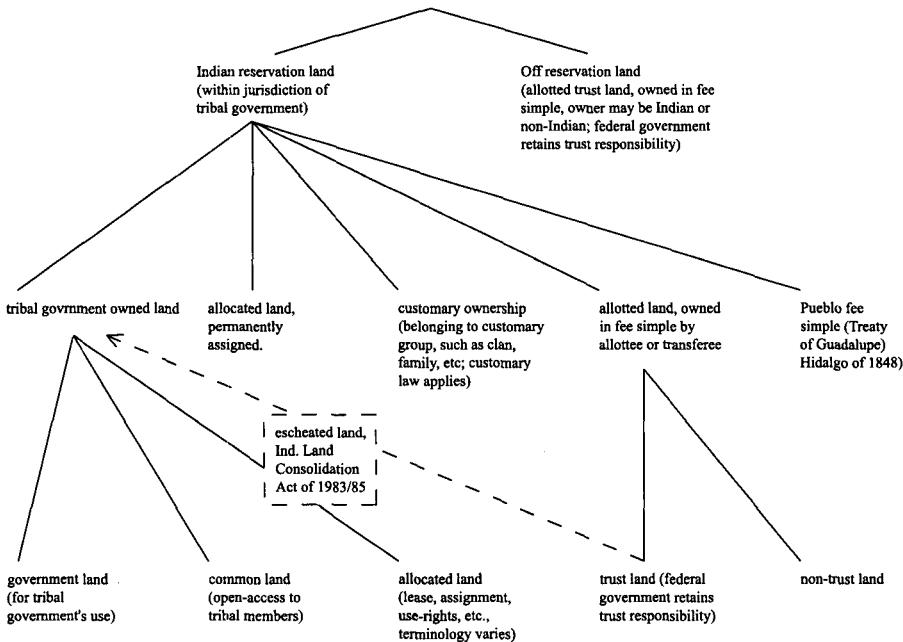 Indian reservation land
(within jurisdiction of
tribal government)
Off reservation land
(allotted trust land, owned in fee
simple, owner may be Indian or
non-Indian; federal government
retains trust responsibility)
tribal govrnment owned land
allocated land,
permanently
assigned.
customary ownership
(belonging to customary
group, such as clan,
family, etc; customary
law applies)
allotted land, owned
in fee simple by
allottee or transferee
Pueblo fee
simple (Treaty
of Guadalupe)
Hidalgo of 1848)
escheated land,
Ind. Land
Consolidation
Act of 1983/85
government land
(for tribal
government's use)
common land
(open-access to
tribal members)
allocated land
(lease, assignment,
use-rights, etc.,
terminology varies)
trust land (federal
government retains
trust responsibility)
non-trust land